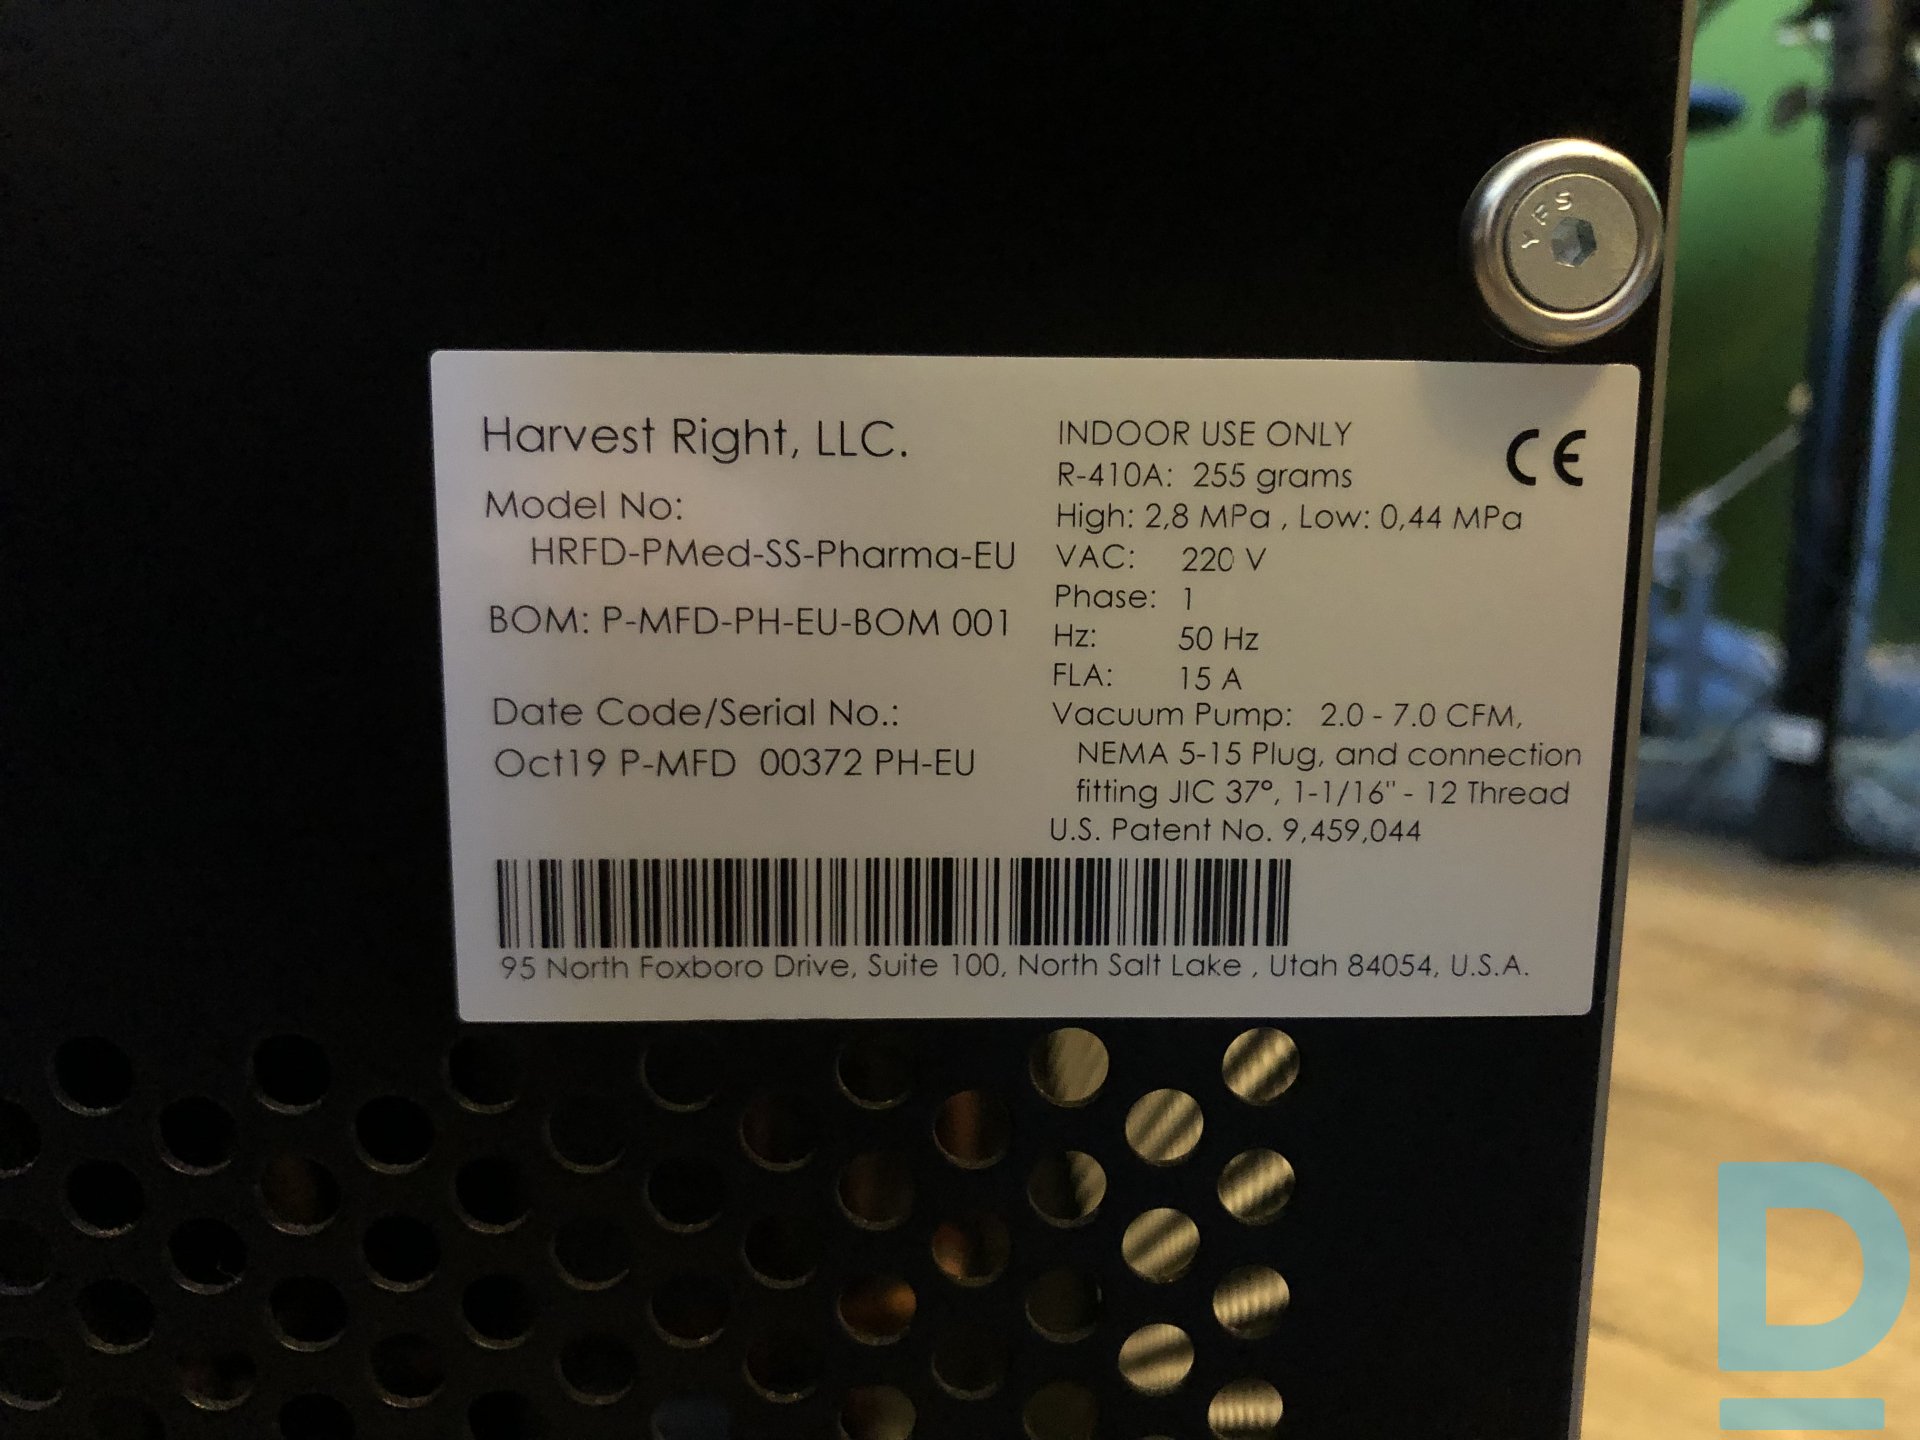 YFS
Harvest Right, LLC.
Model No:
HRFD-PMed-SS-Pharma-EU
BOM: P-MFD-PH-EU-BOM 001
Date Code/Serial No.:
Oct19 P-MFD 00372 PH-EU
INDOOR USE ONLY
R-410A: 255 grams
High: 2,8 MPa , Low: 0,44 MPa
VAC: 220 V
Phase: 1
Hz: 50 Hz
FLA: 15 A
Vacuum Pump: 2.0 - 7.0 CFM,
NEMA 5-15 Plug, and connection
fitting JIC 37°, 1-1/16" - 12 Thread
U.S. Patent No. 9,459,044
CE
95 North Foxboro Drive, Suite 100, North Salt Lake , Utah 84054, U.S.A.
D